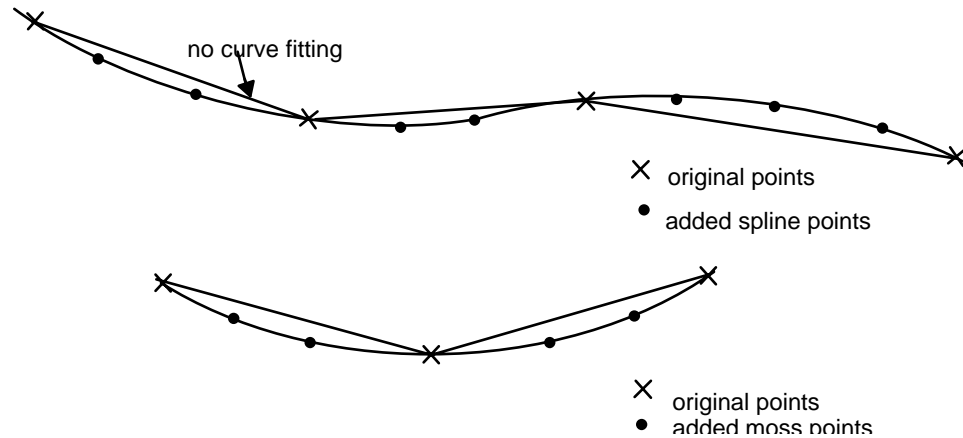 no curve fitting
original points
added spline points
original points
added moss points